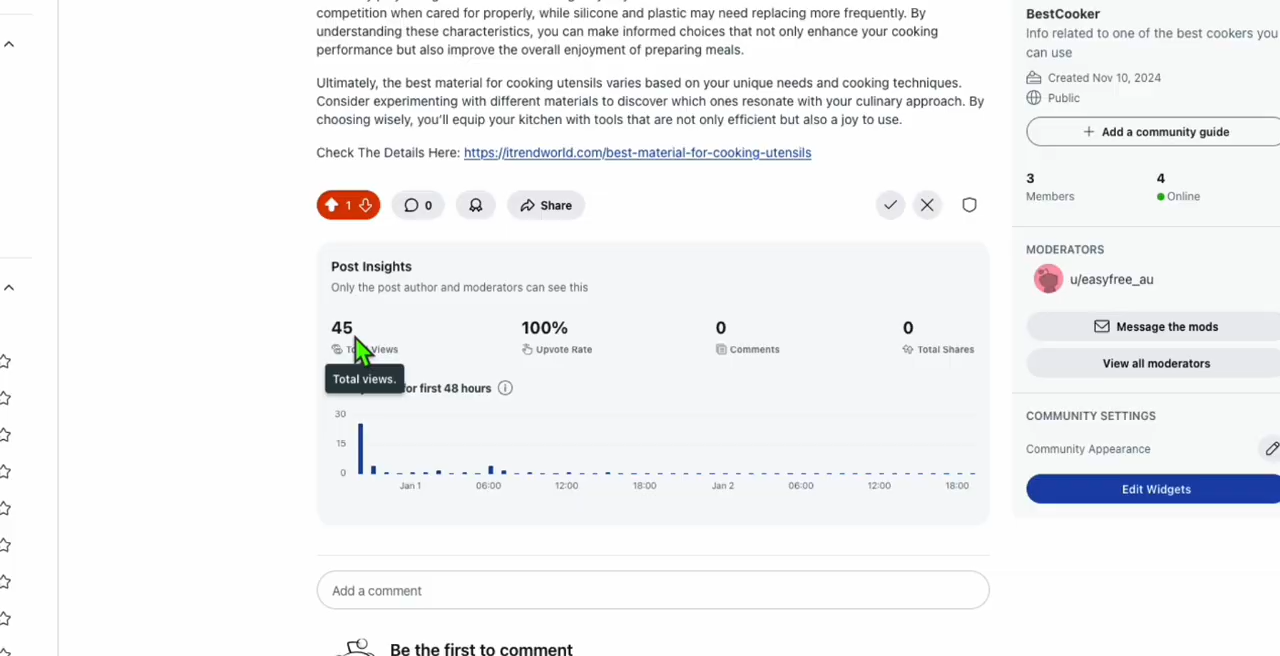 competition when cared for properly, while silicone and plastic may need replacing more frequently. By
understanding these characteristics, you can make informed choices that not only enhance your cooking
performance but also improve the overall enjoyment of preparing meals.
Ultimately, the best material for cooking utensils varies based on your unique needs and cooking techniques.
Consider experimenting with different materials to discover which ones resonate with your culinary approach. By
choosing wisely, you'll equip your kitchen with tools that are not only efficient but also a joy to use.
Check The Details Here: https://itrendworld.com/best-material-for-cooking-utensils
1
0
Share
Post Insights
Only the post author and moderators can see this
45
100%
0
0
Views
Upvote Rate
Comments
Total Shares
Total views.
for first 48 hours
30
15
0
Jan 1
06:00
12:00
18:00
Jan 2
06:00
12:00
18:00
Add a comment
Be the first to comment
BestCooker
Info related to one of the best cookers you
can use
Created Nov 10, 2024
Public
Add a community guide
3
4
Members
Online
MODERATORS
u/easyfree_au
Message the mods
View all moderators
COMMUNITY SETTINGS
Community Appearance
Edit Widgets